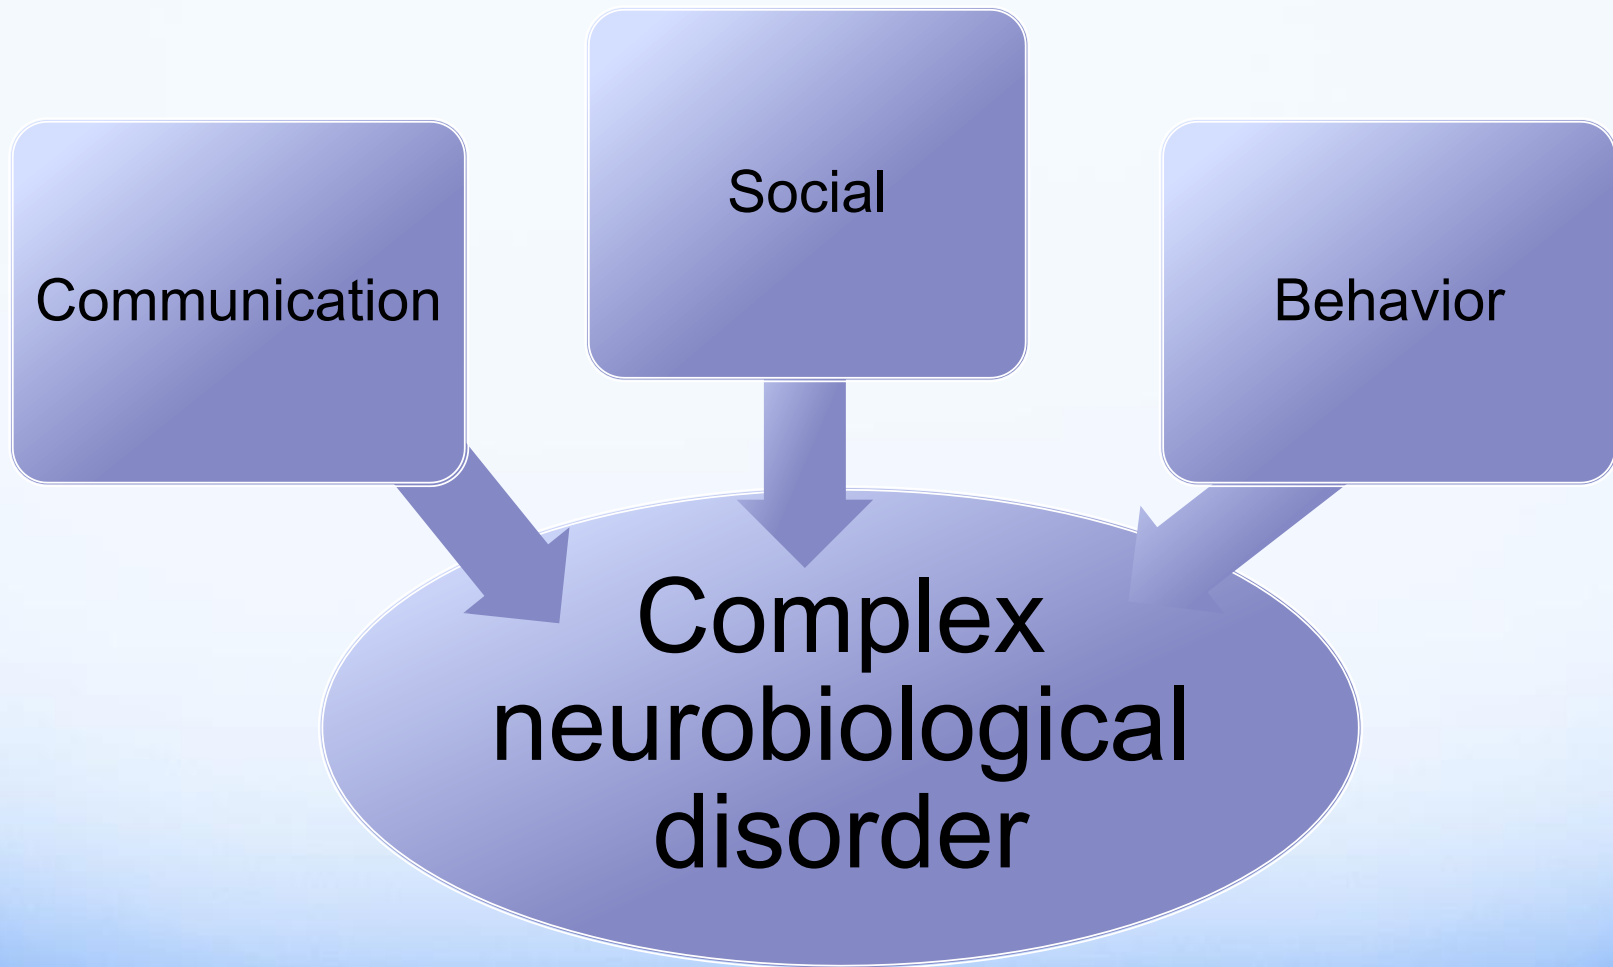 Communication
Social
Behavior
Complex
neurobiological
disorder